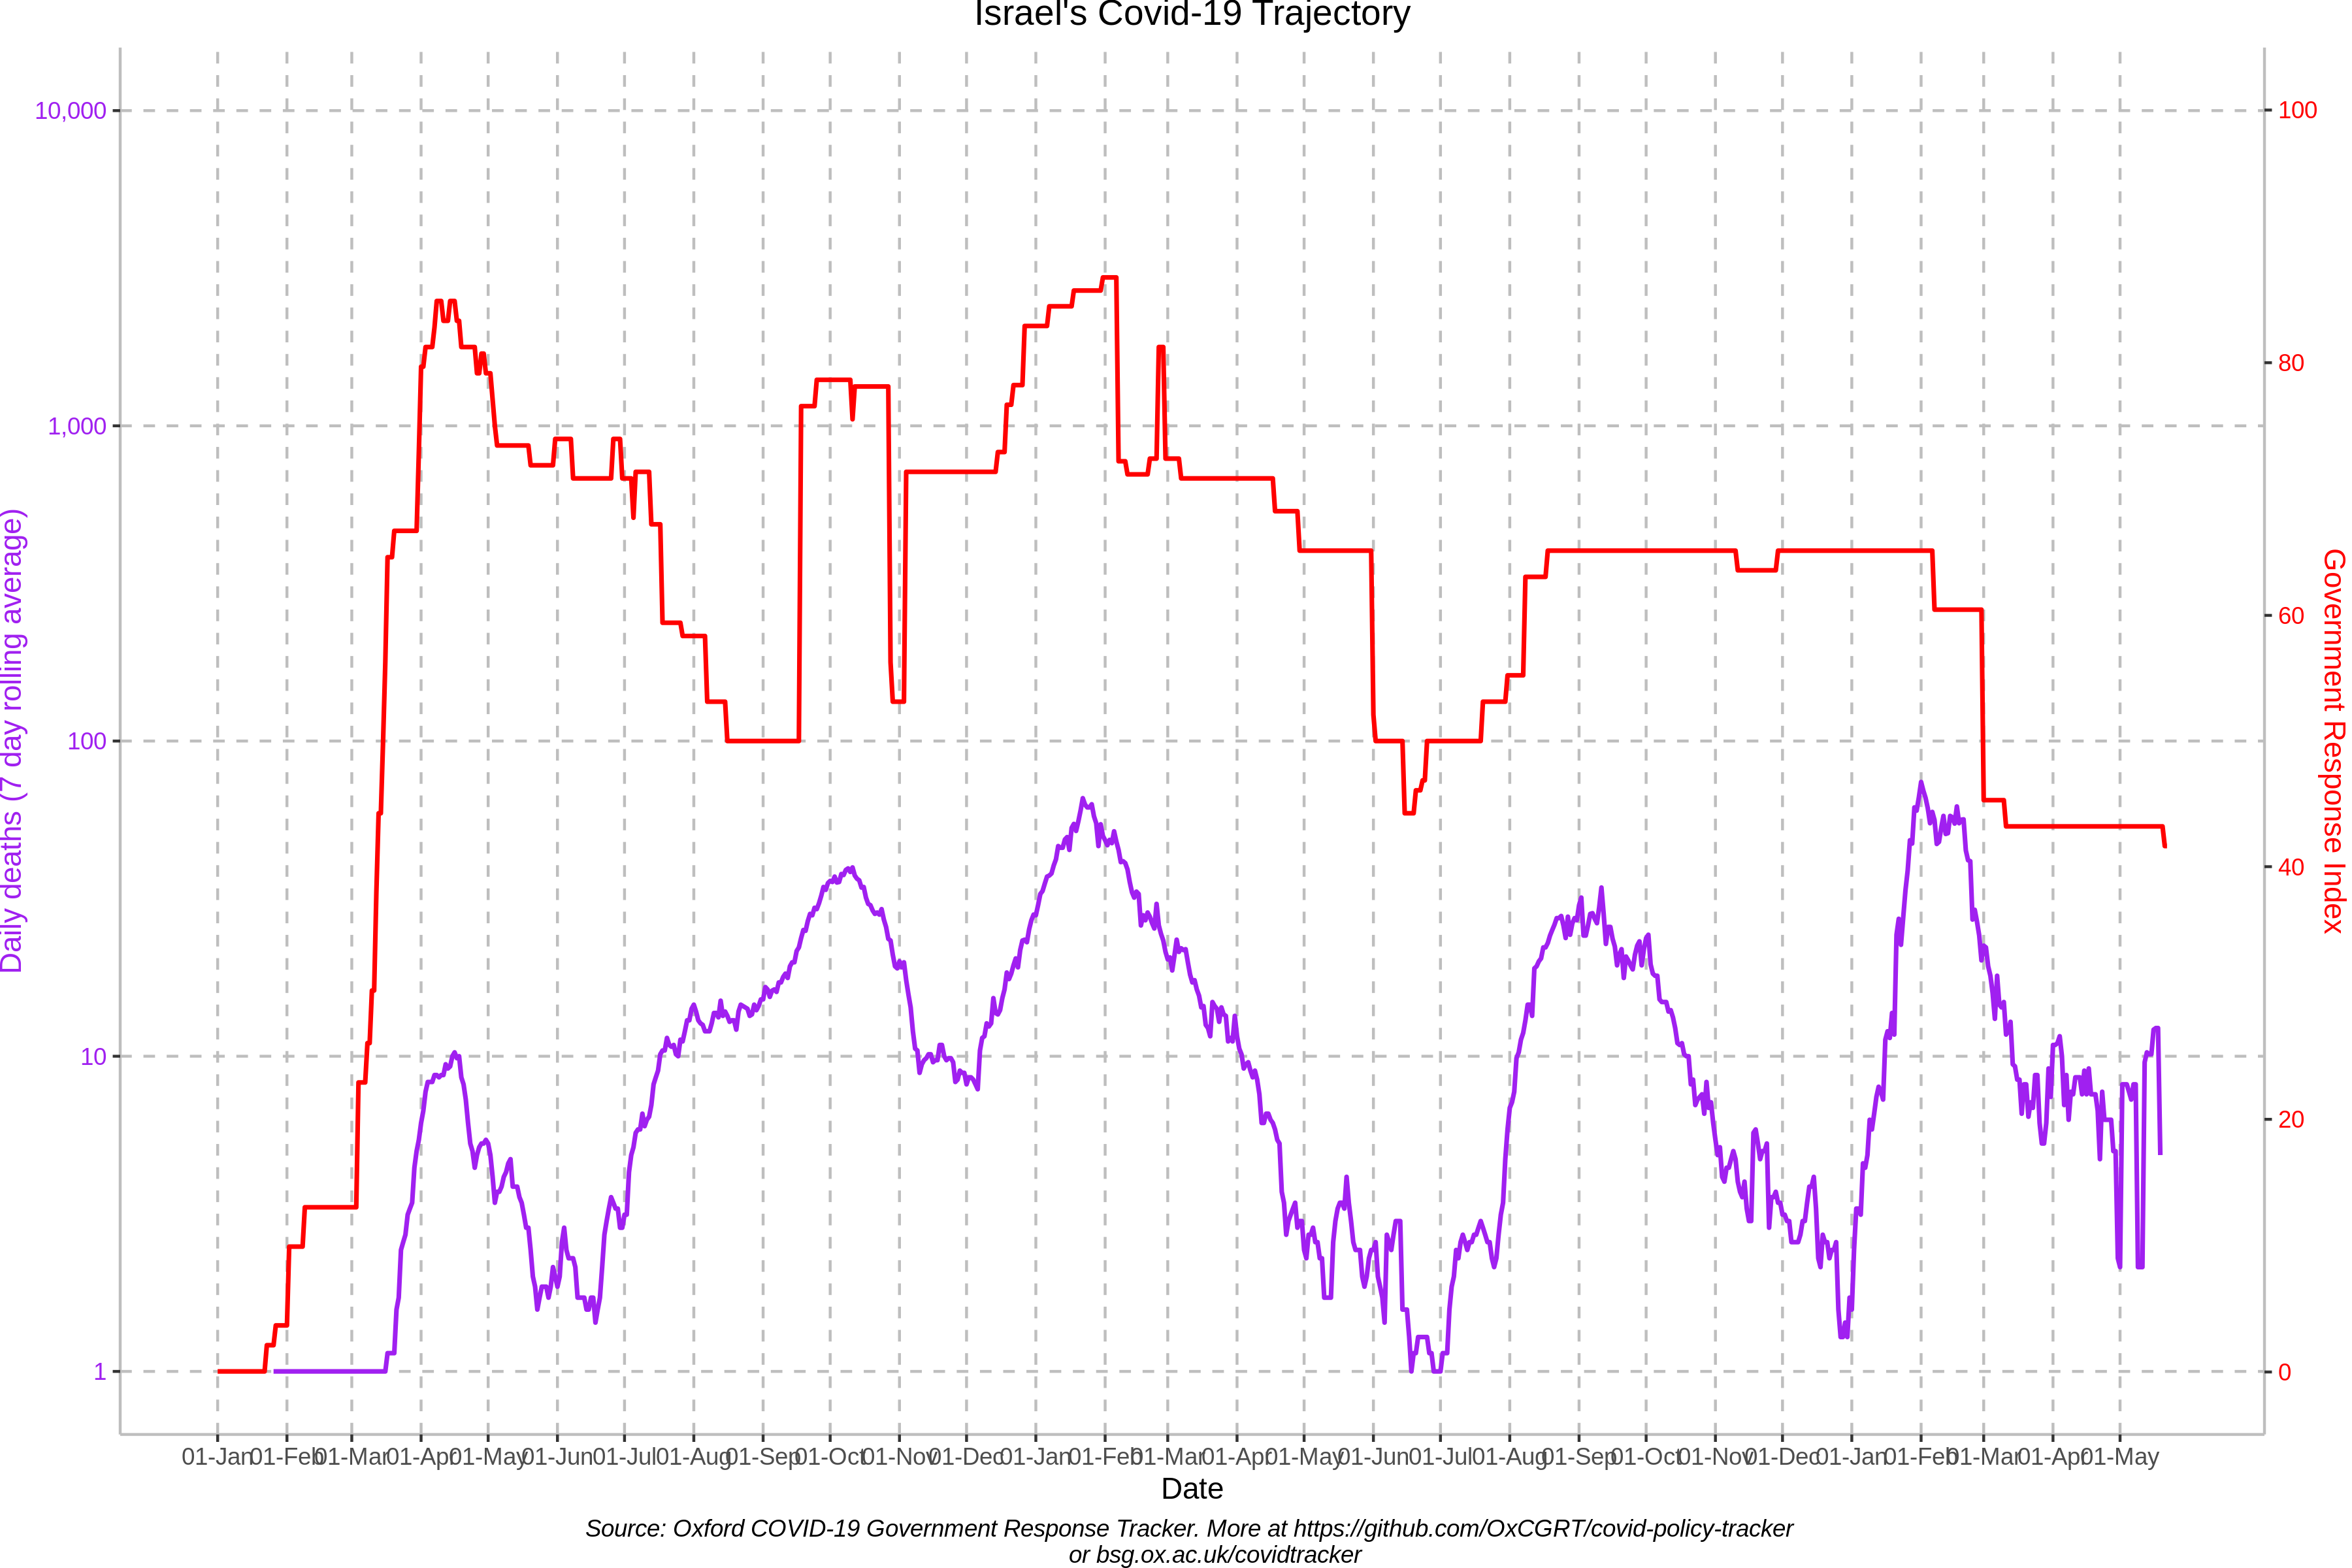 Israel's Covid-19 Trajectory
10,000
1,000
100
10
1
Daily deaths (7 day rolling average)
100
80
60
40
20
0
Government Response Index
01-Jan 01-Feb 01-Mar 01-Apr 01-May 01-Jun 01-Jul 01-Aug 01-Sep 01-Oct 01-Nov 01-Dec 01-Jan 01-Feb 01-Mar 01-Apr 01-May 01-Jun 01-Jul 01-Aug 01-Sep 01-Oct 01-Nov 01-Dec 01-Jan 01-Feb 01-Mar 01-Apr 01-May
Date
Source: Oxford COVID-19 Government Response Tracker. More at https://github.com/OxCGRT/covid-policy-tracker
or bsg.ox.ac.uk/covidtracker